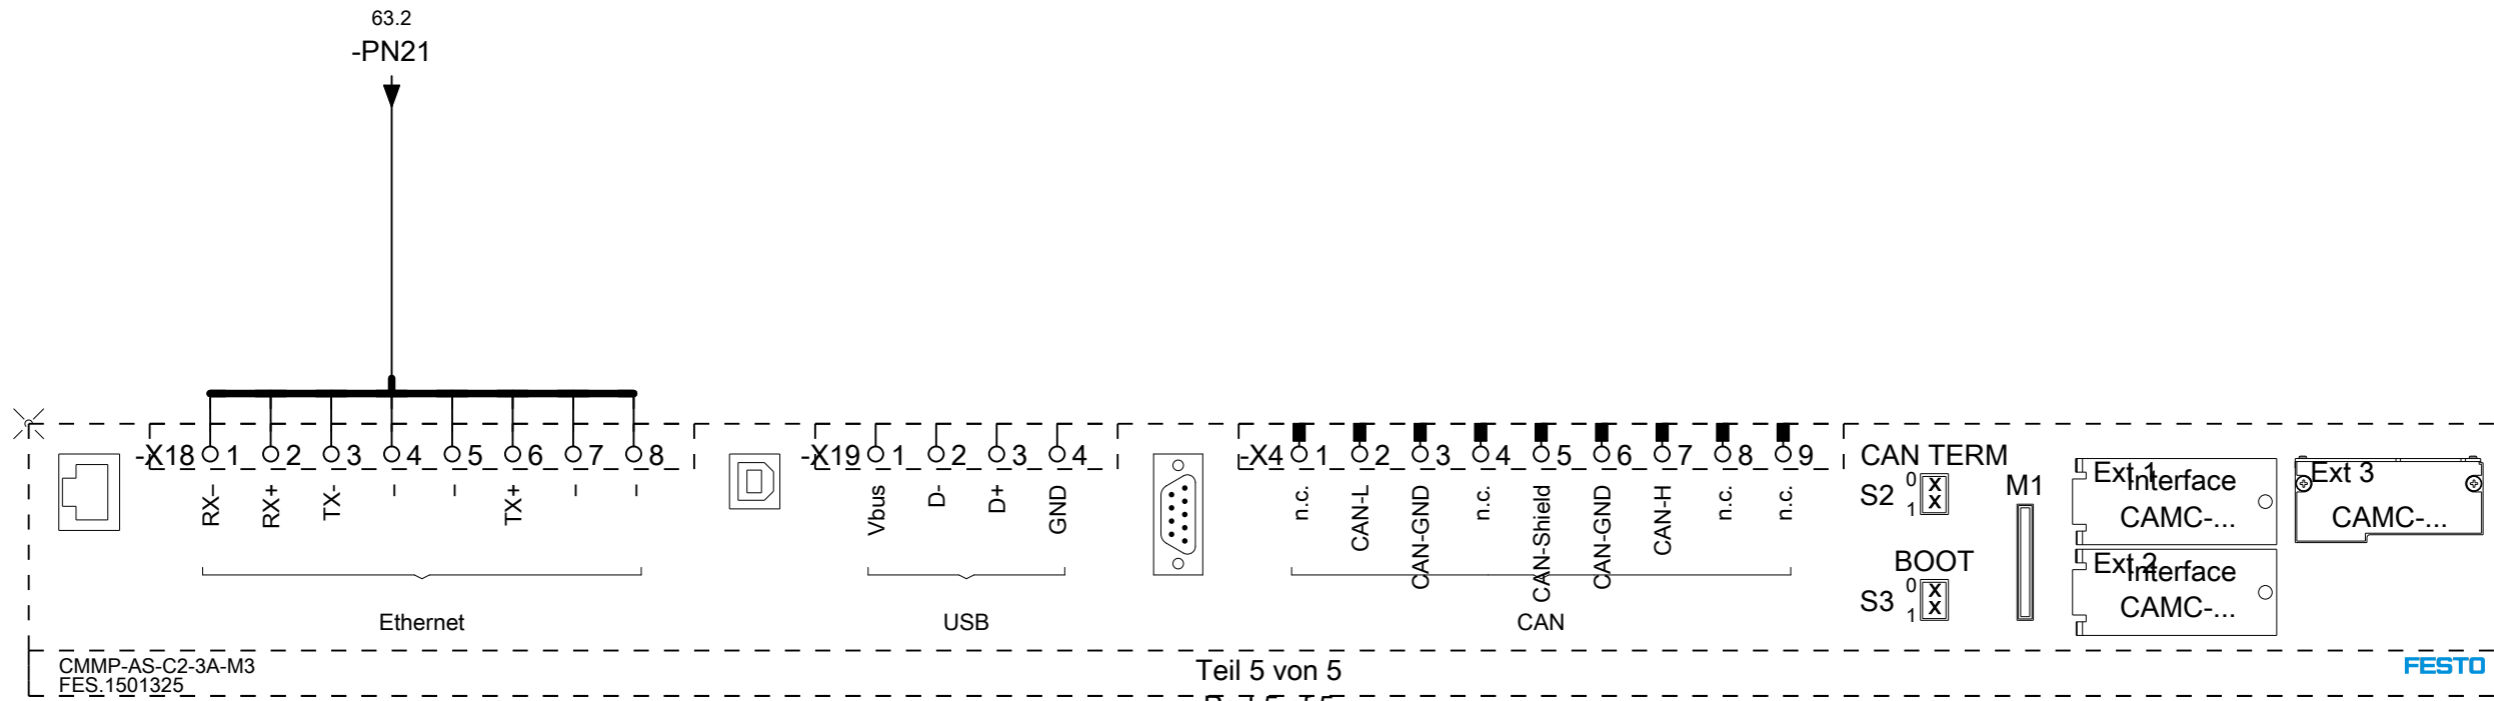 63.2
-PN21
-X18 1 2 3 4 5 6 7 8
RX- RX+ TX- - - TX+ - -
Ethernet
-X19 1 2 3 4
Vbus D- D+ GND
USB
-X4 1 2 3 4 5 6 7 8 9
n.c. CAN-L CAN-GND n.c. CAN-Shield CAN-GND CAN-H n.c. n.c.
CAN
CAN TERM
S2 0 1 X X
BOOT
S3 0 1 X X
M1
Ext 1 Interface
CAMC-...
Ext 2 Interface
CAMC-...
Ext 3
CAMC-...
CMMP-AS-C2-3A-M3
FES.1501325
Teil 5 von 5
FESTO